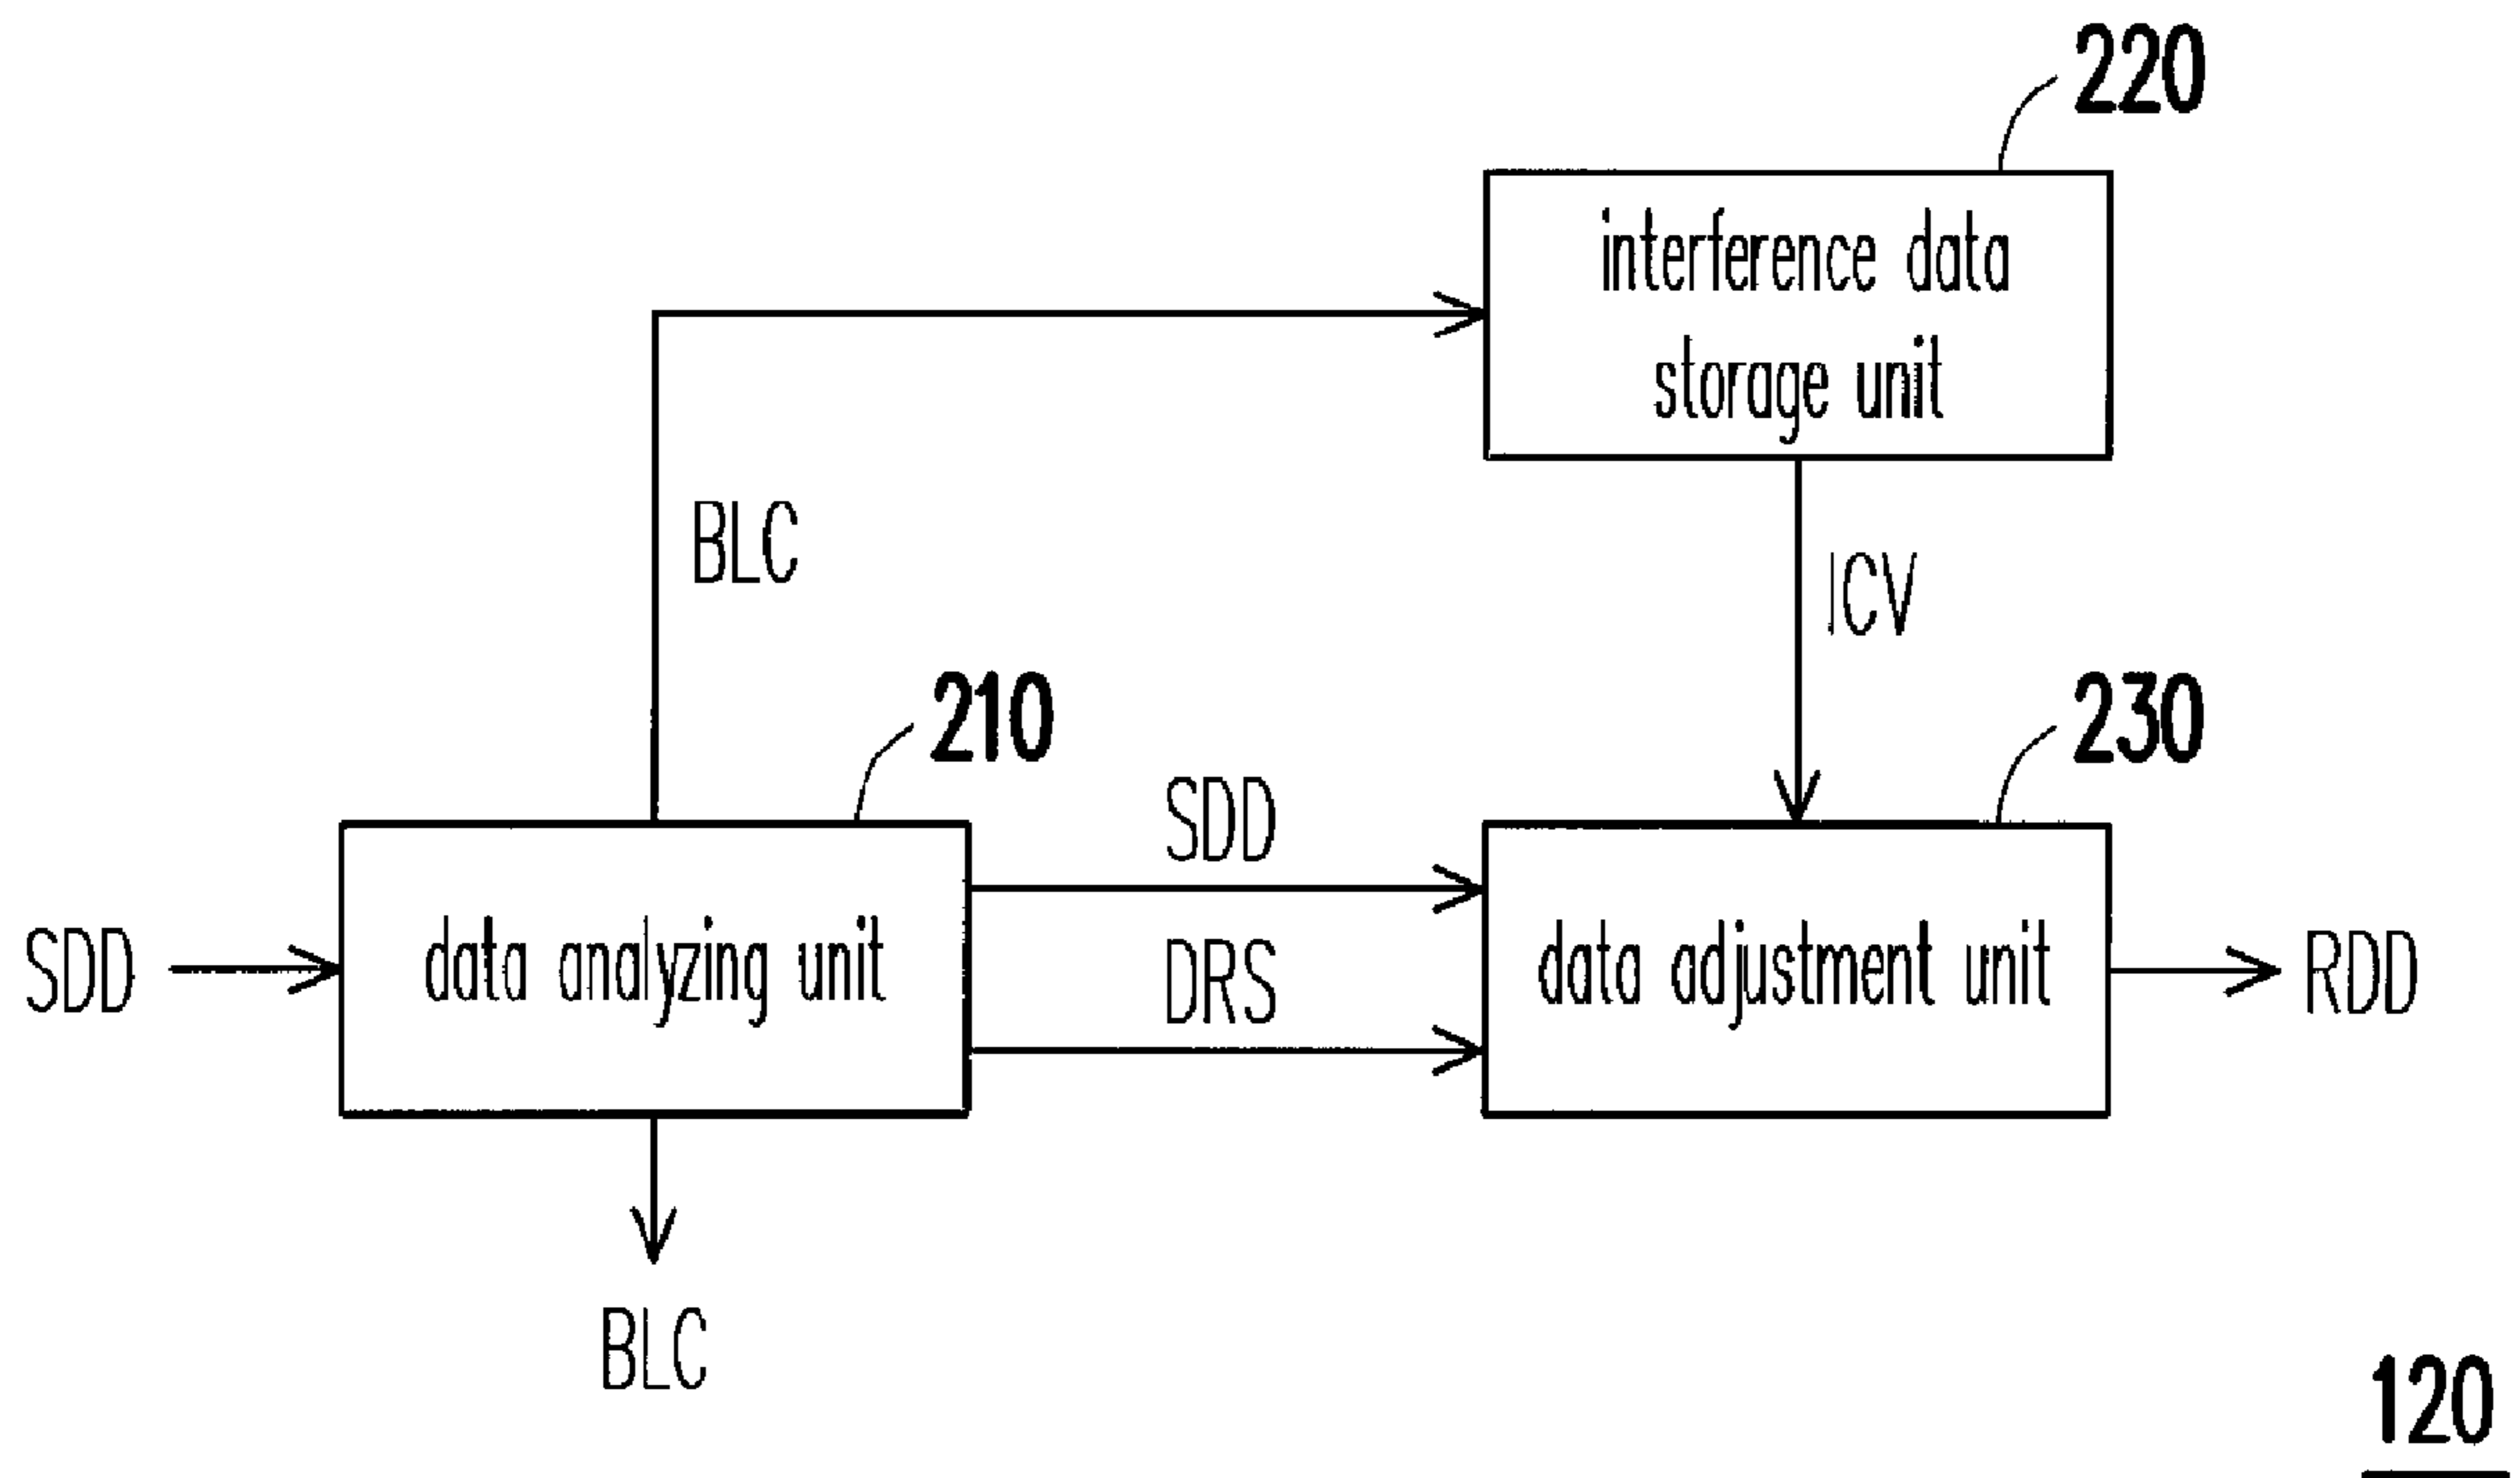 220
interference data
storage unit
BLC
ICV
210
230
SDD
SDD
data analyzing unit
DRS
data adjustment unit
RDD
BLC
120